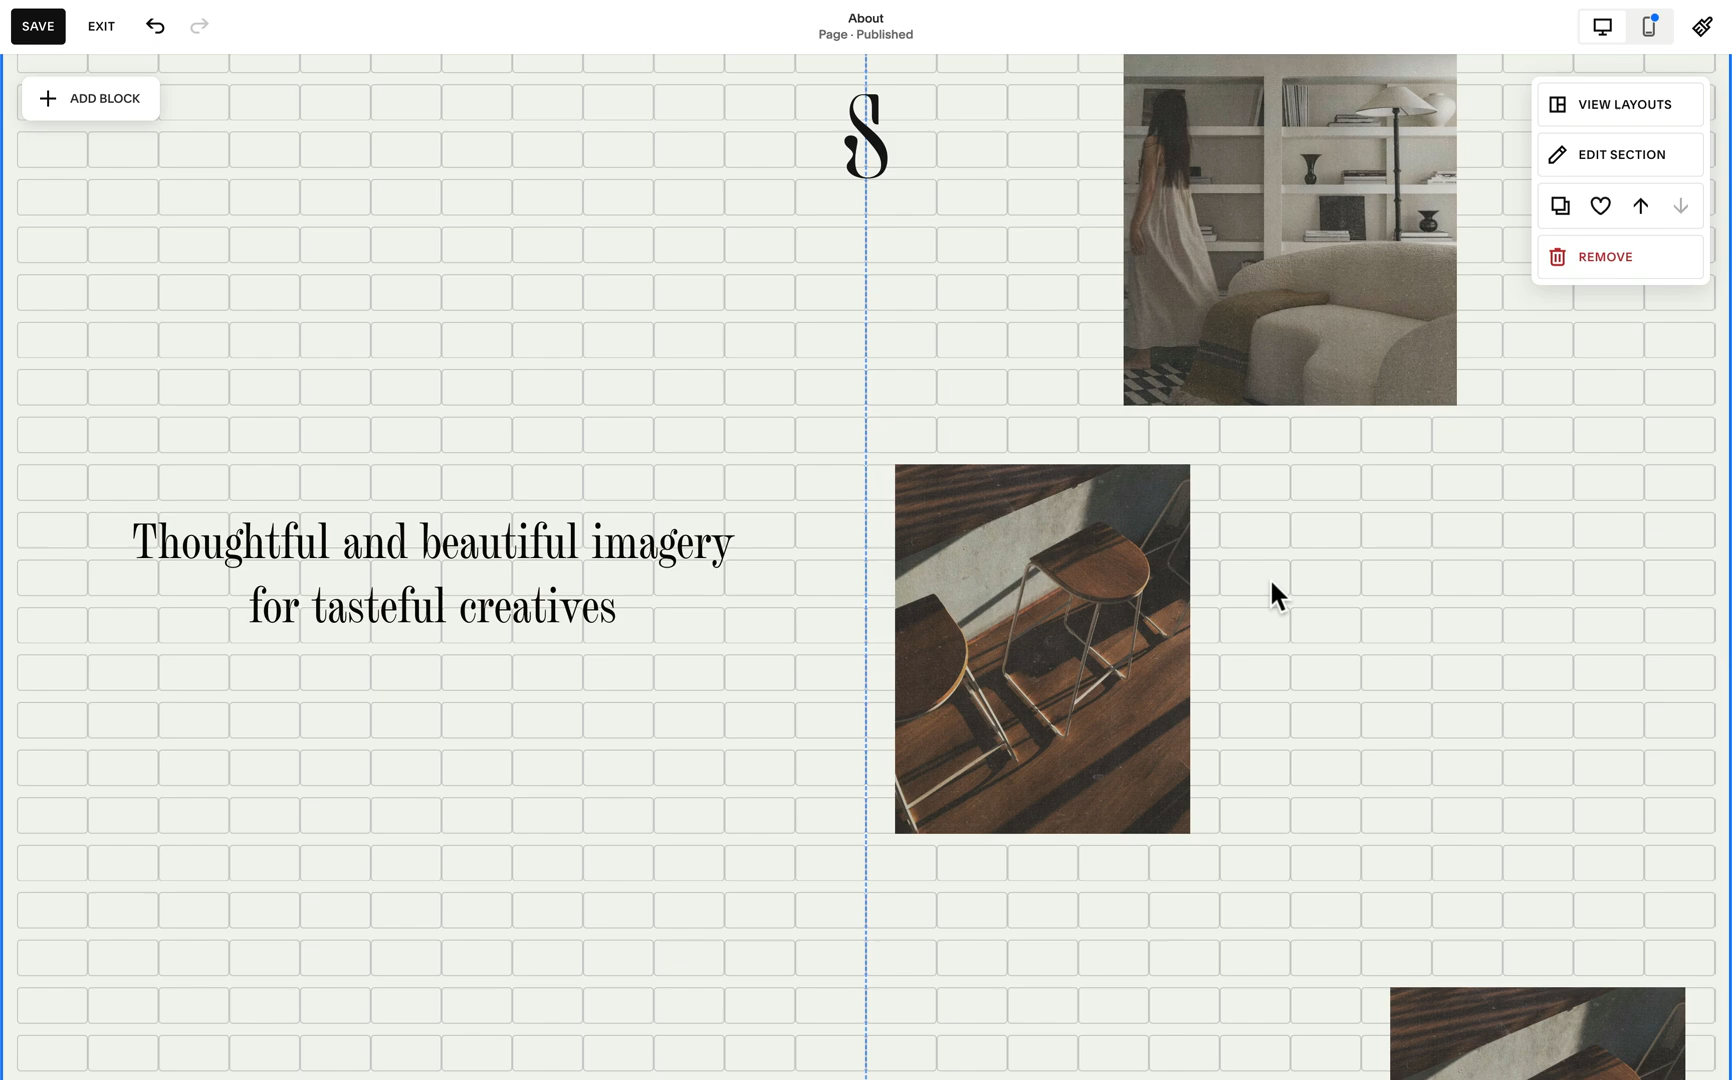 SAVE
EXIT
About
Page · Published
ADD BLOCK
S
VIEW LAYOUTS
EDIT SECTION
REMOVE
Thoughtful and beautiful imagery
for tasteful creatives